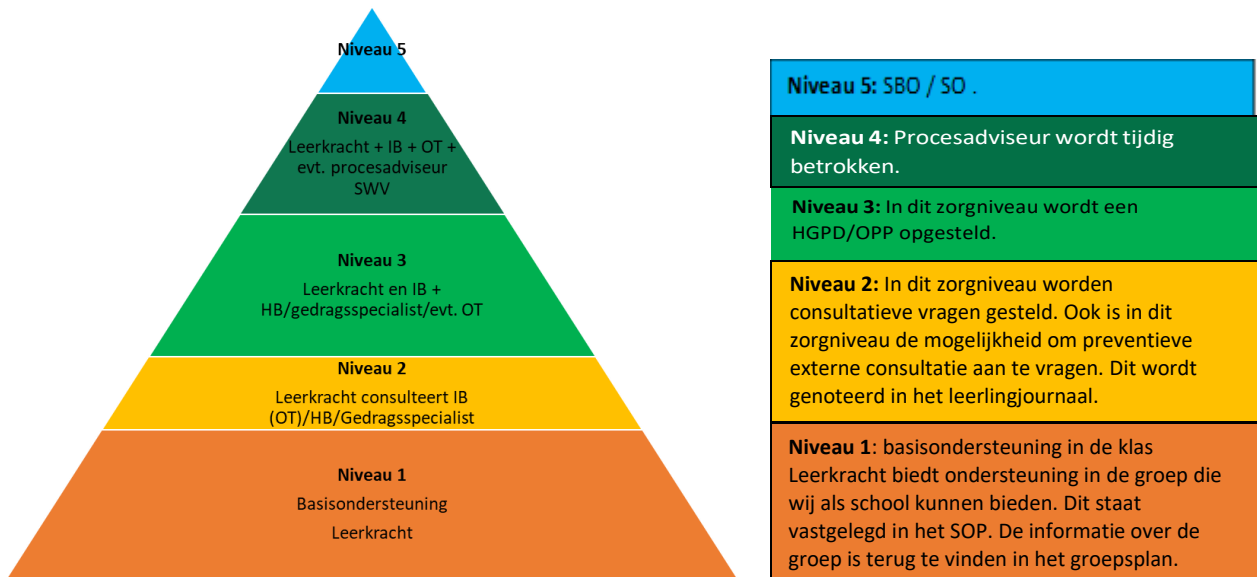 Niveau 5
Niveau 4
Leerkracht + IB + OT +
evt. procesadviseur
SWV
Niveau 3
Leerkracht en IB +
HB/gedragsspecialist/evt. OT
Niveau 2
Leerkracht consulteert IB
(OT)/HB/Gedragsspecialist
Niveau 1
Basisondersteuning
Leerkracht
Niveau 5: SBO / SO .
Niveau 4: Procesadviseur wordt tijdig
betrokken.
Niveau 3: In dit zorgniveau wordt een
HGPD/OPP opgesteld.
Niveau 2: In dit zorgniveau worden
consultatieve vragen gesteld. Ook is in dit
zorgniveau de mogelijkheid om preventieve
externe consultatie aan te vragen. Dit wordt
genoteerd in het leerlingjournaal.
Niveau 1: basisondersteuning in de klas
Leerkracht biedt ondersteuning in de groep die
wij als school kunnen bieden. Dit staat
vastgelegd in het SOP. De informatie over de
groep is terug te vinden in het groepsplan.